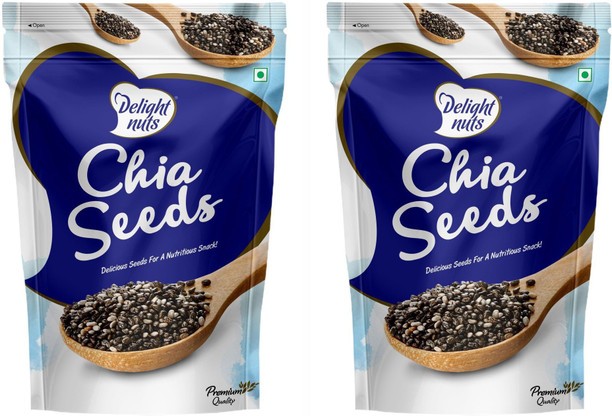 ◄Open
Delight
nuts
Chia
Seeds
Delicious Seeds For A Nutritious Snack!
Premium
Quality
◄Open
Delight
nuts
Chia
Seeds
Delicious Seeds For A Nutritious Snack!
Premium
Quality